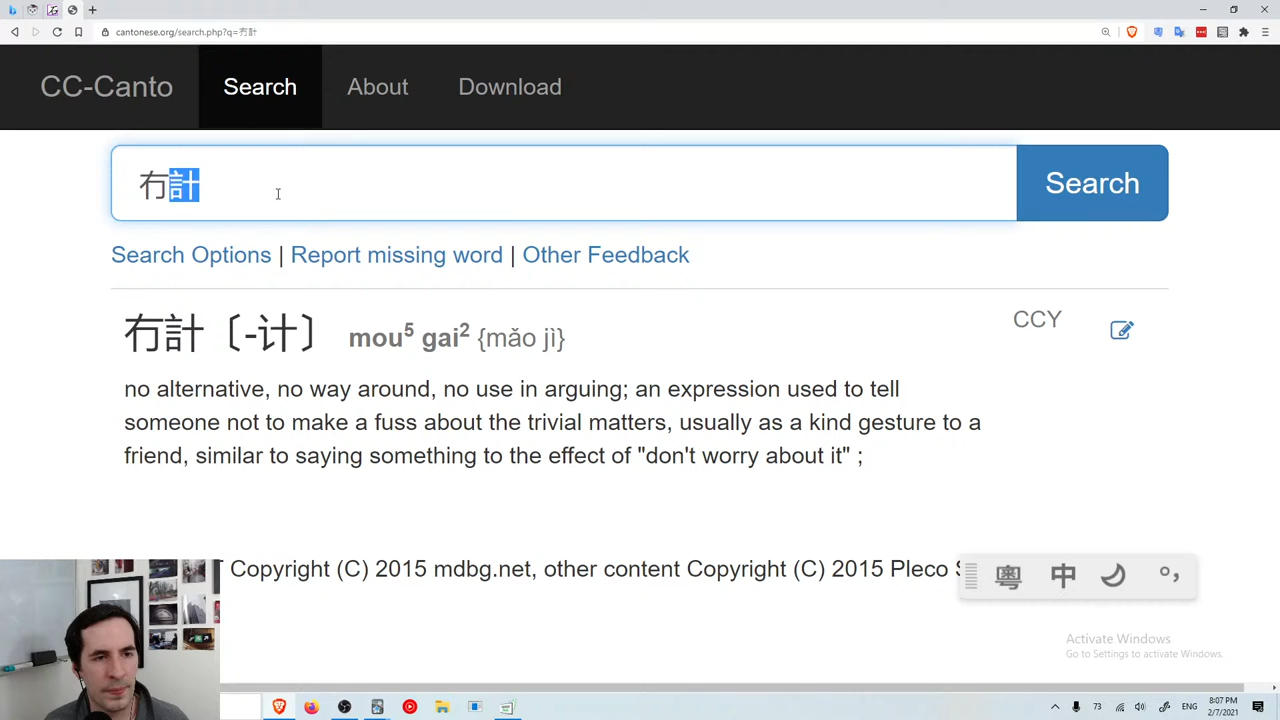 cantonese.org/search.php?q=冇計
CC-Canto
Search
About
Download
冇計
Search
Search Options | Report missing word | Other Feedback
冇計〔-计〕 mou⁵ gai² {mǎo jì}
CCY
no alternative, no way around, no use in arguing; an expression used to tell
someone not to make a fuss about the trivial matters, usually as a kind gesture to a
friend, similar to saying something to the effect of "don't worry about it" ;
Copyright (C) 2015 mdbg.net, other content Copyright (C) 2015 Pleco S
粤 中
Activate Windows
Go to Settings to activate Windows.
73
ENG
8:07 PM
2/7/2021